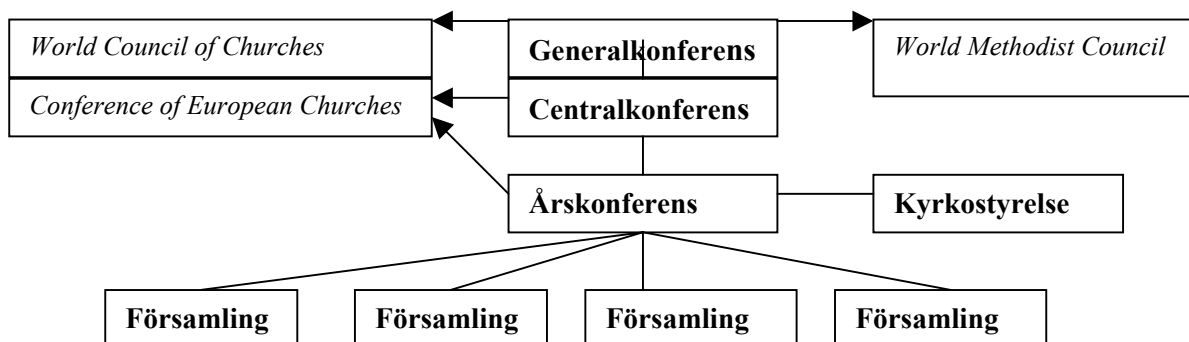 World Council of Churches
Generalkonferens
World Methodist Council
Conference of European Churches
Centralkonferens
Årskonferens
Kyrkostyrelse
Församling
Församling
Församling
Församling